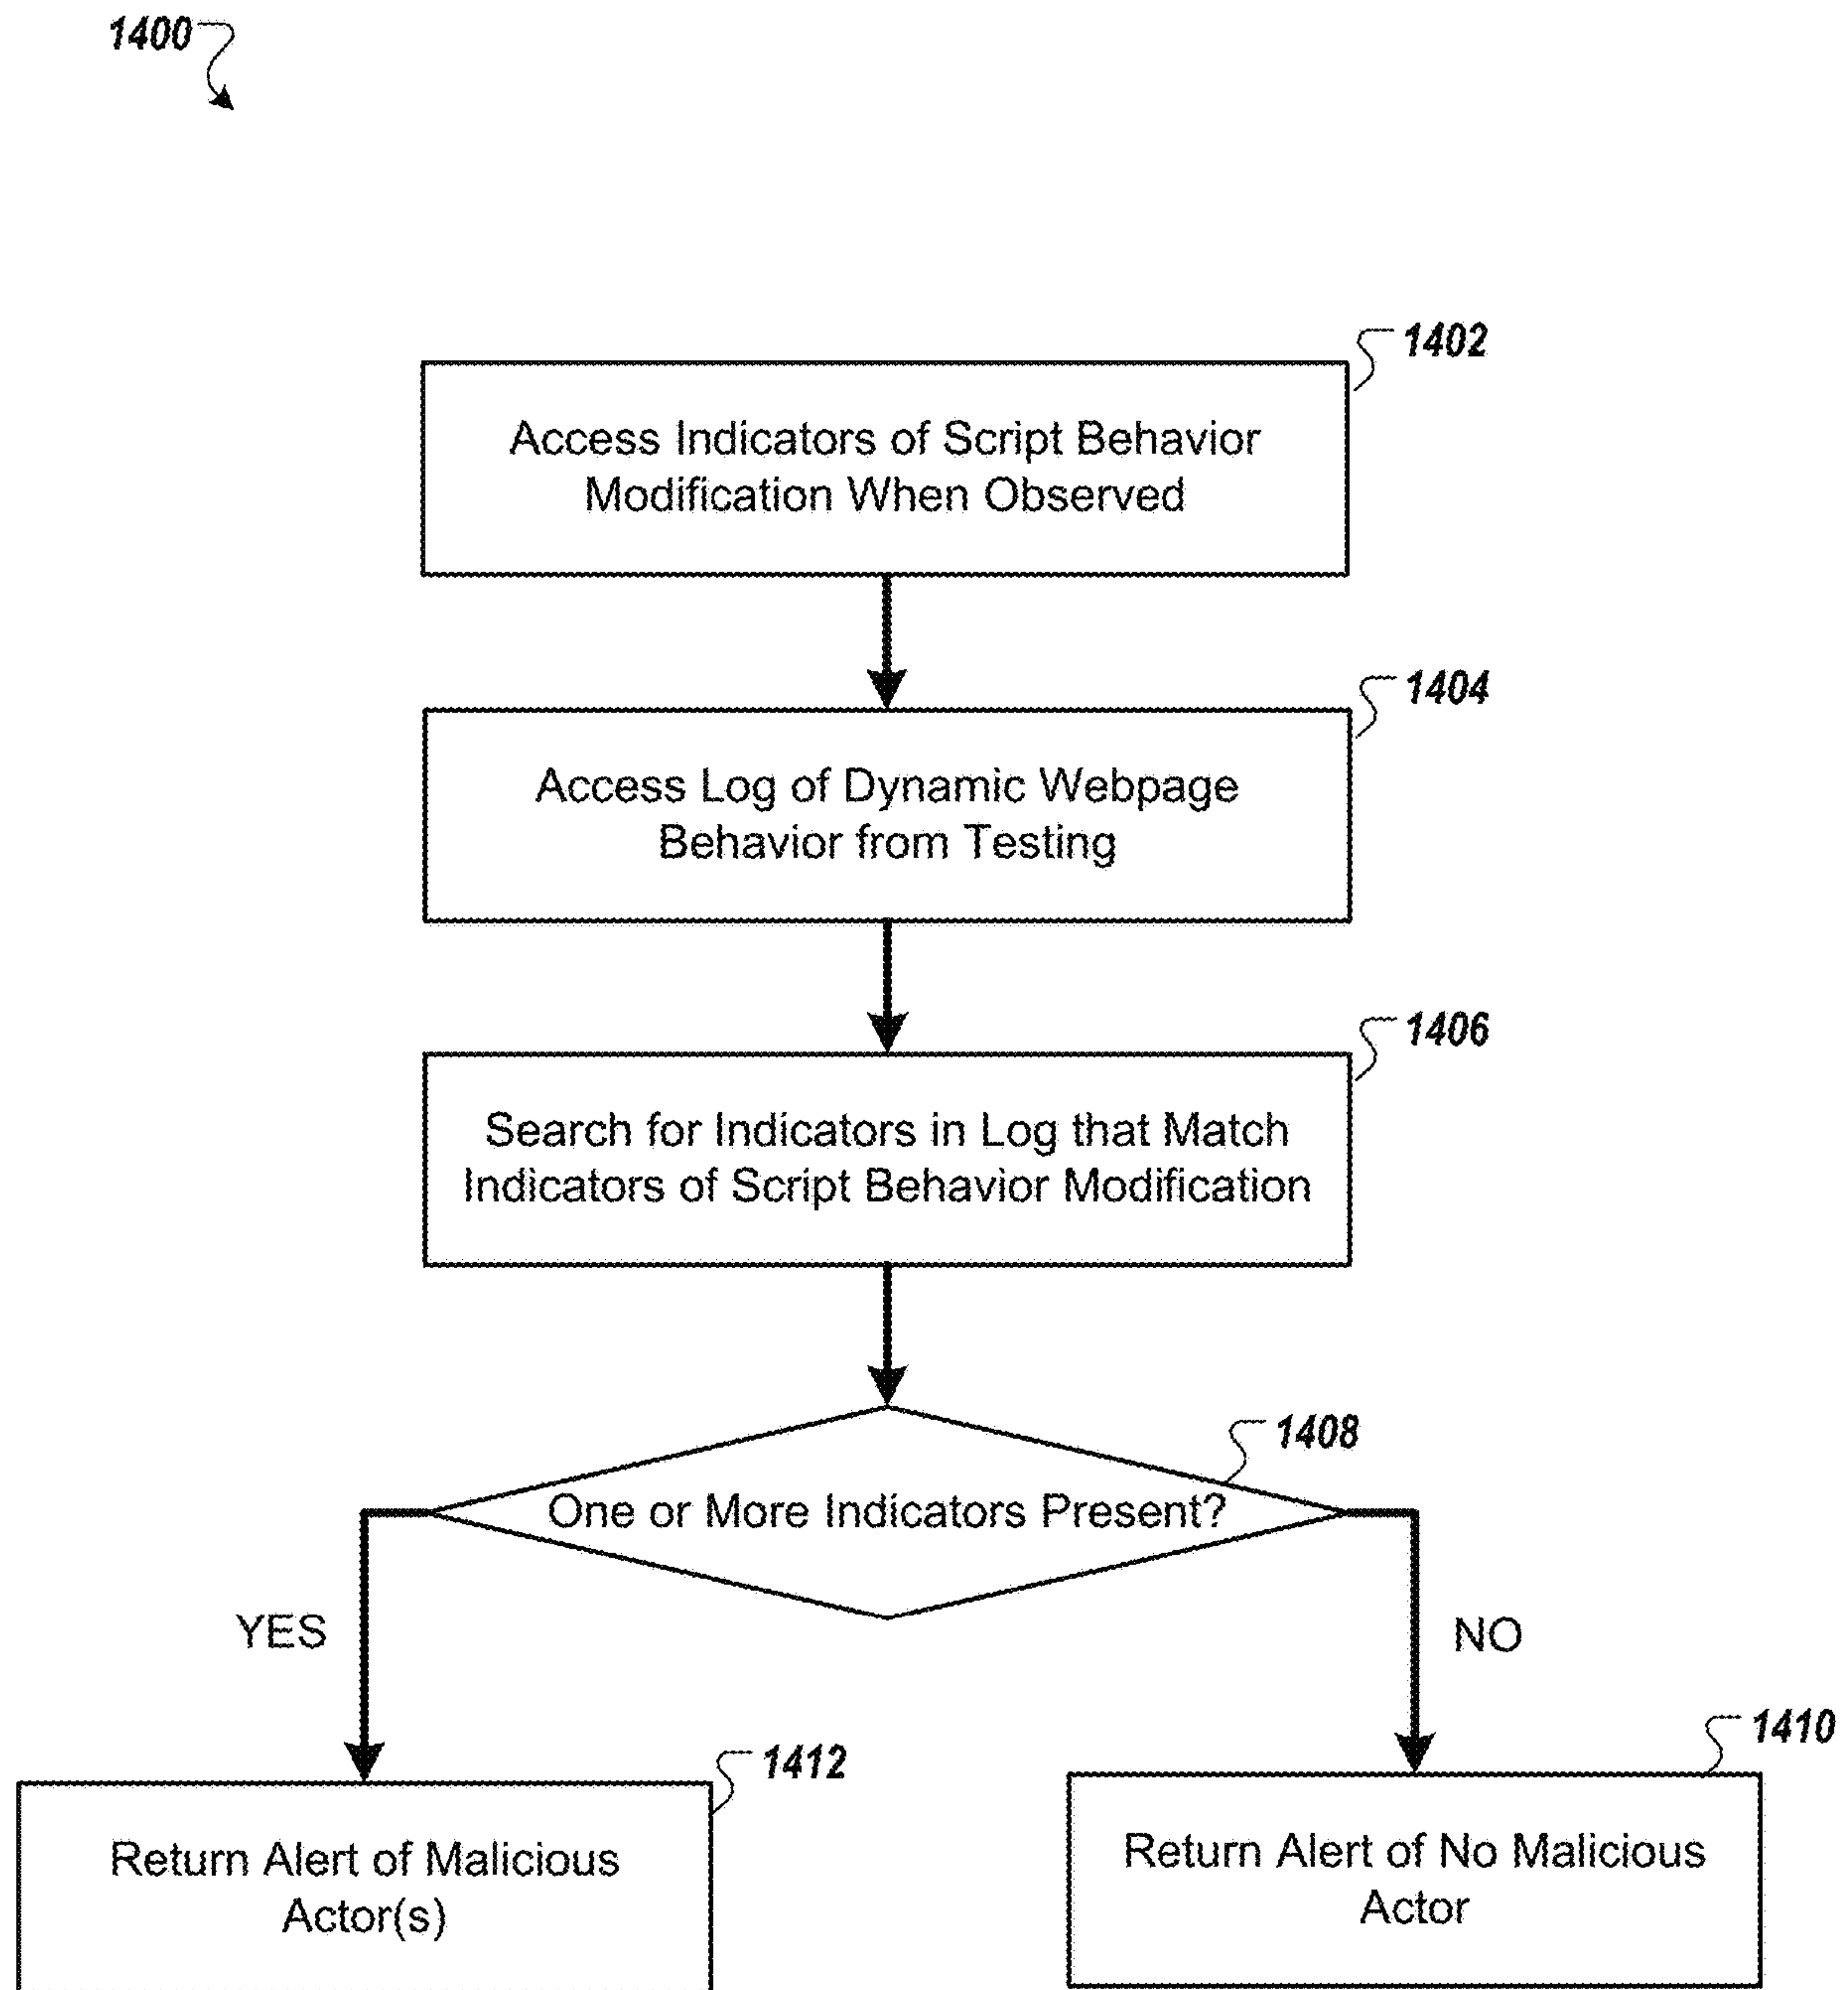 1400
1402
Access Indicators of Script Behavior
Modification When Observed
1404
Access Log of Dynamic Webpage
Behavior from Testing
1406
Search for Indicators in Log that Match
Indicators of Script Behavior Modification
1408
One or More Indicators Present?
YES
NO
1412
Return Alert of Malicious
Actor(s)
1410
Return Alert of No Malicious
Actor